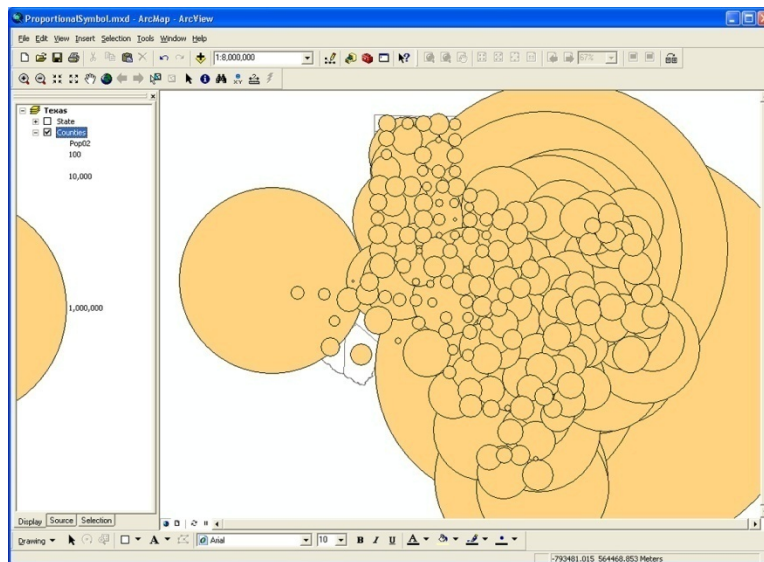 ProportionalSymbol.mxd - ArcMap - ArcView
File Edit View Insert Selection Tools Window Help
1:8,000,000
67%
Texas
State
Counties
Pop02
100
10,000
1,000,000
Display Source Selection
Drawing
A
Arial
10
B I U A
-793481.015 564468.853 Meters